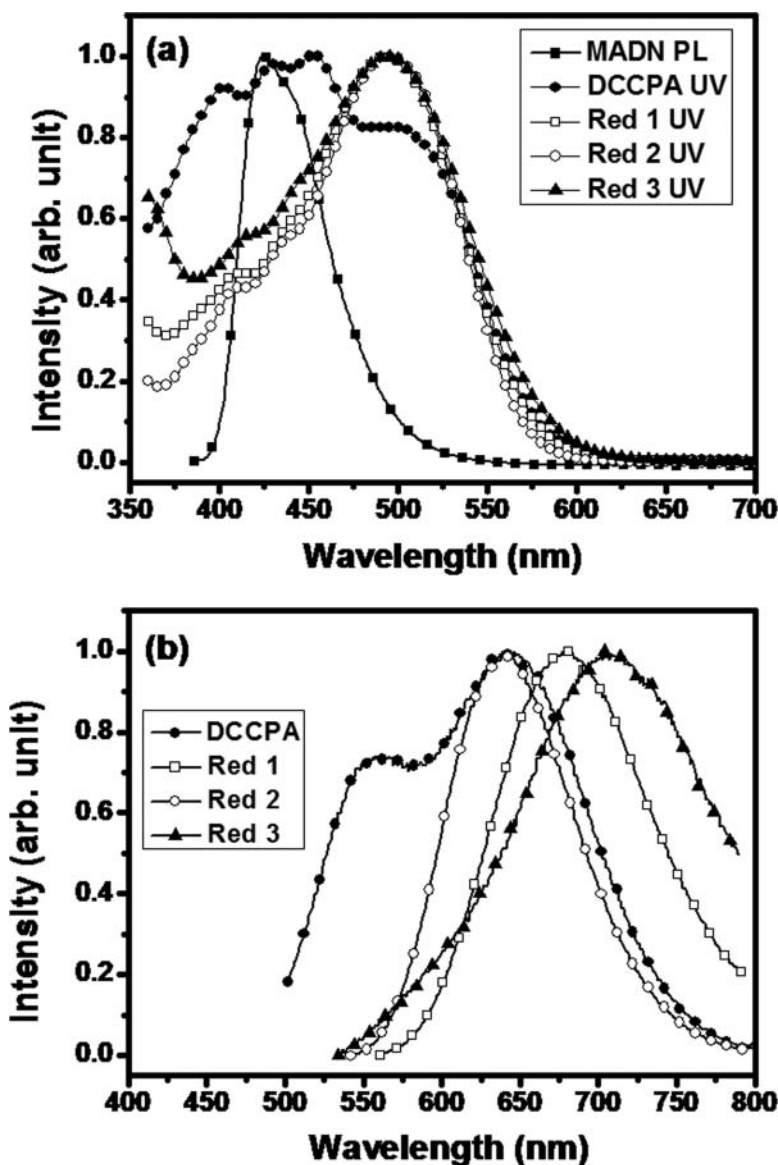 (a)
MADN PL
DCCPA UV
Red 1 UV
Red 2 UV
Red 3 UV
Intensity (arb. unit)
1.0
0.8
0.6
0.4
0.2
0.0
350 400 450 500 550 600 650 700
Wavelength (nm)
(b)
DCCPA
Red 1
Red 2
Red 3
Intensity (arb. unit)
1.0
0.8
0.6
0.4
0.2
0.0
400 450 500 550 600 650 700 750 800
Wavelength (nm)